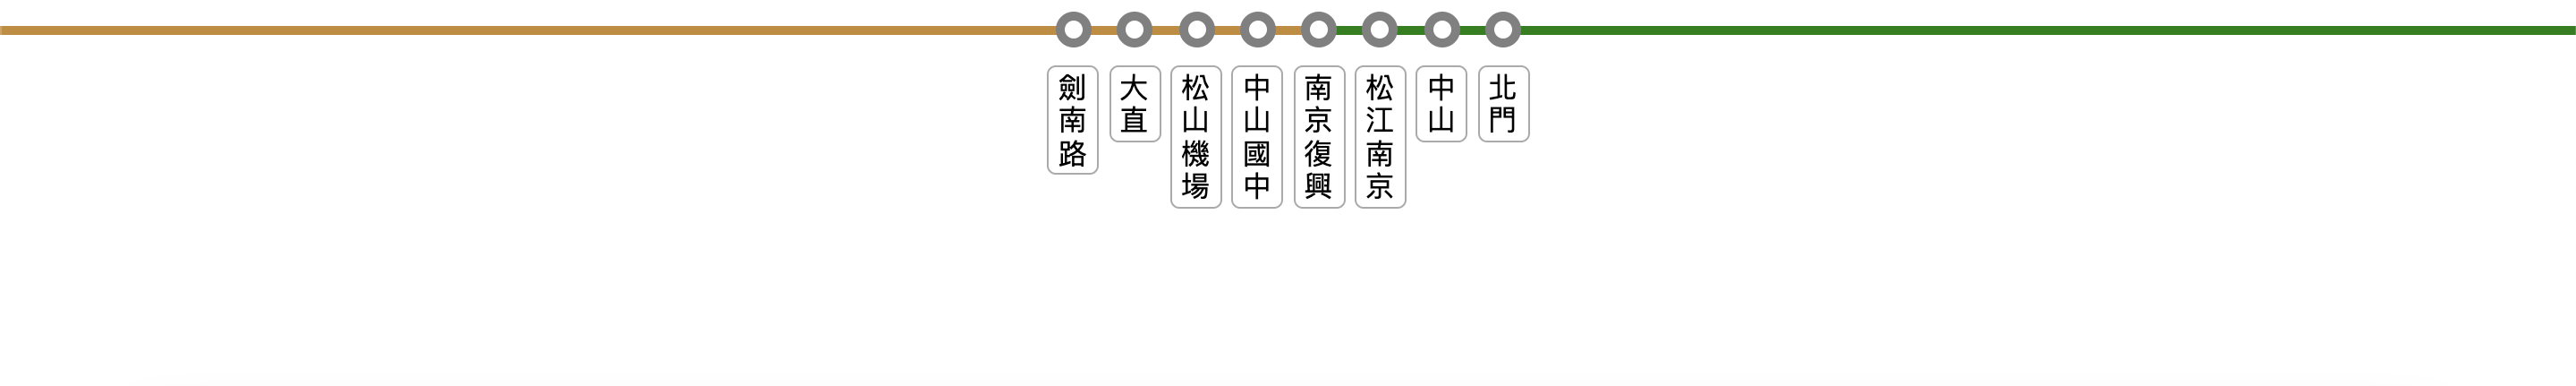 劍南路
大直
松山機場
中山國中
南京復興
松江南京
中山
北門